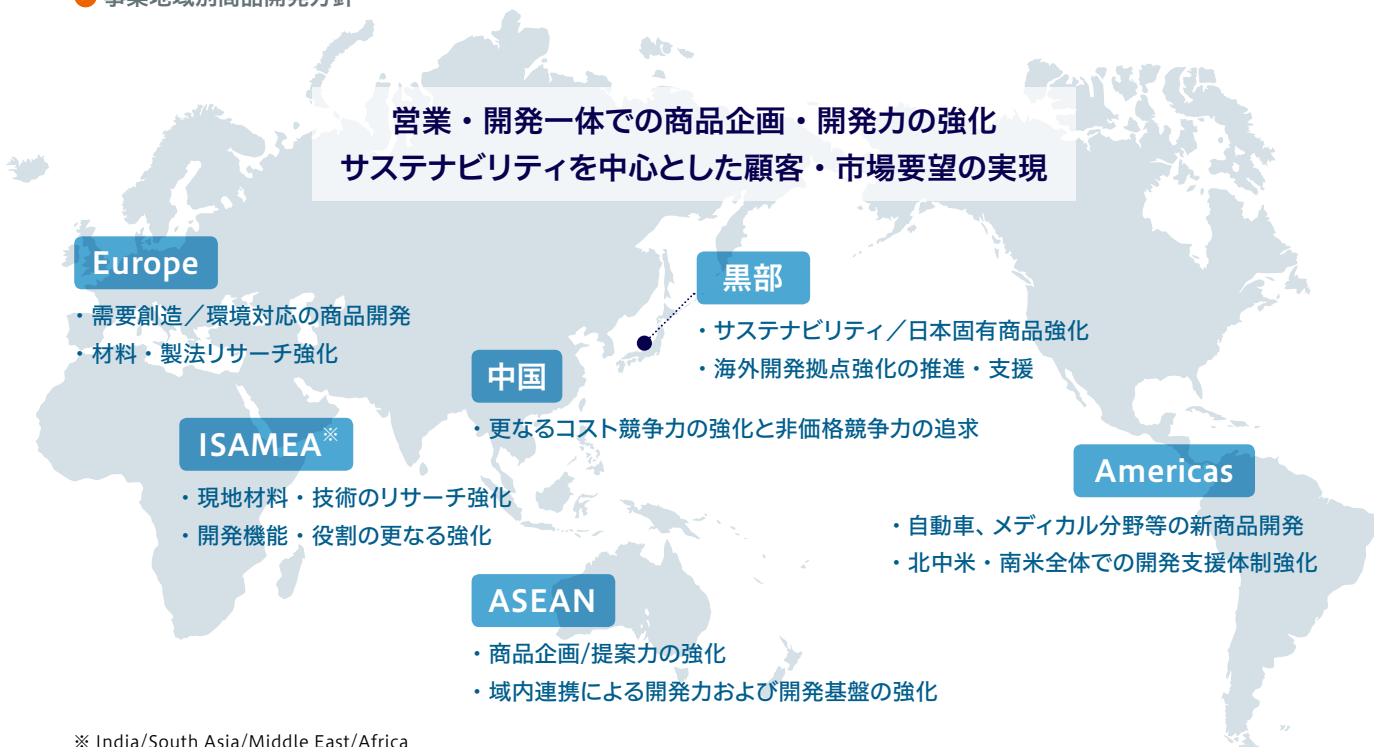 事業地域別商品開発方針
営業・開発一体での商品企画・開発力の強化
サステナビリティを中心とした顧客・市場要望の実現
Europe
・需要創造／環境対応の商品開発
・材料・製法リサーチ強化
黒部
・サステナビリティ／日本固有商品強化
・海外開発拠点強化の推進・支援
中国
・更なるコスト競争力の強化と非価格競争力の追求
ISAMEA※
・現地材料・技術のリサーチ強化
・開発機能・役割の更なる強化
Americas
・自動車、メディカル分野等の新商品開発
・北中米・南米全体での開発支援体制強化
ASEAN
・商品企画/提案力の強化
・域内連携による開発力および開発基盤の強化
※ India/South Asia/Middle East/Africa